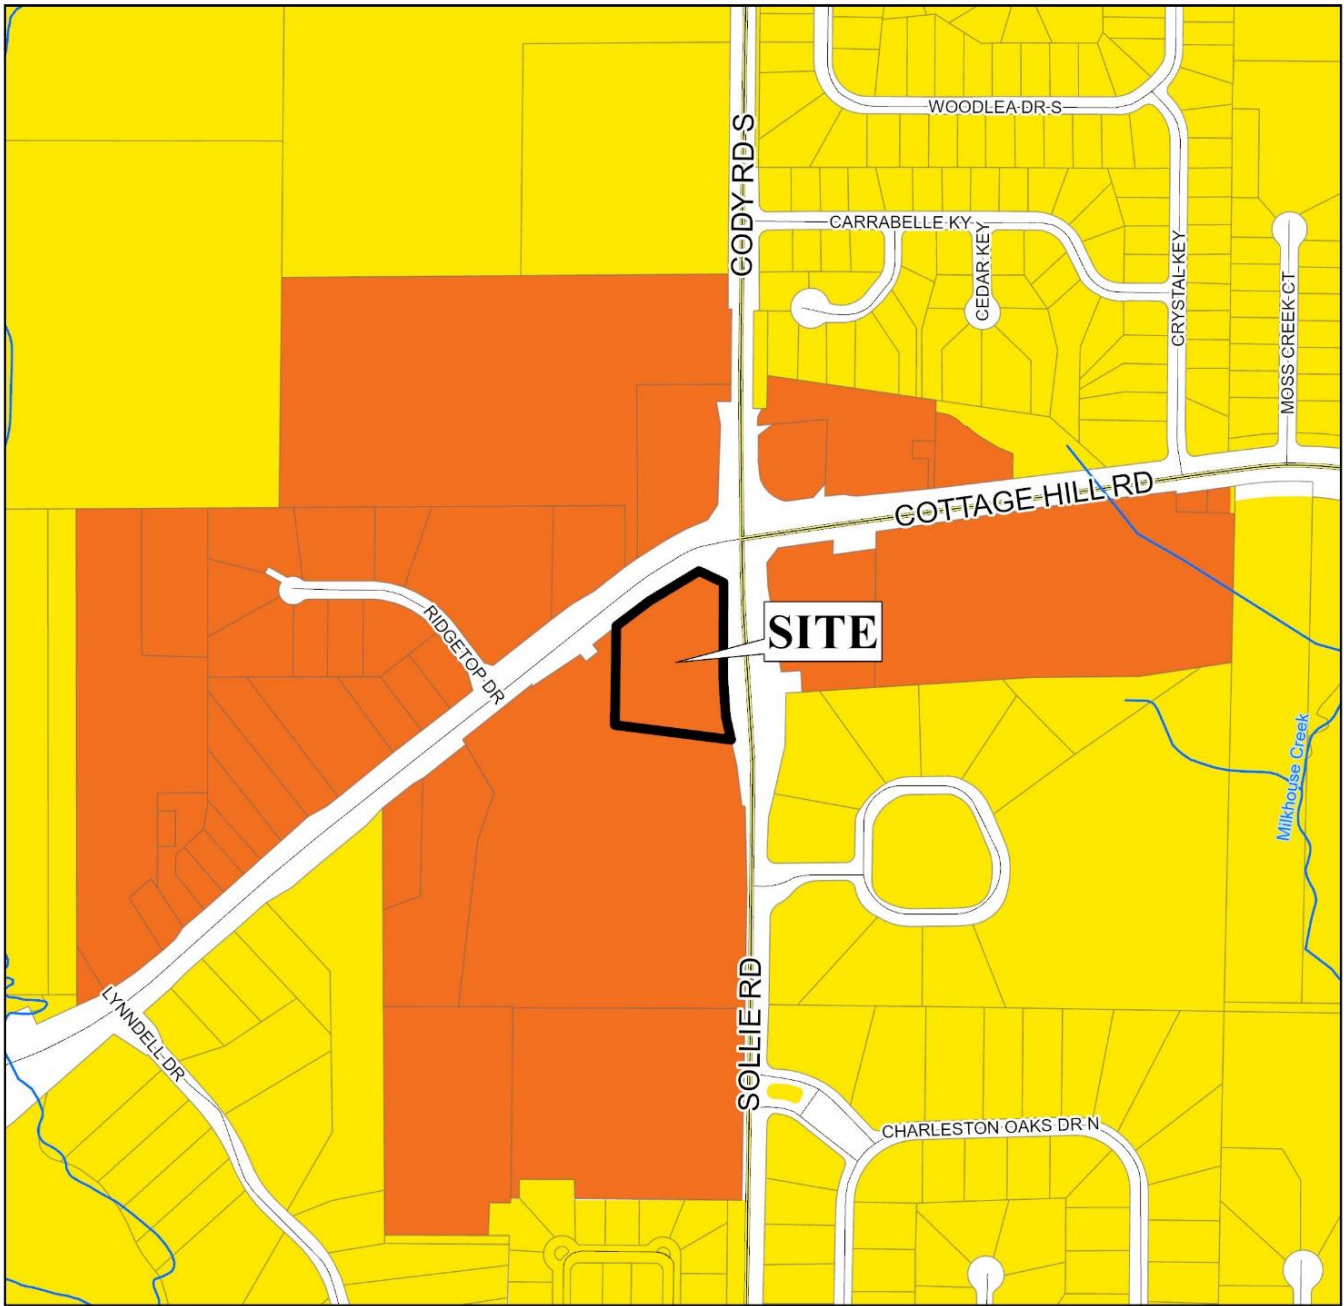 WOODLEA DR S
CODY RD S
CARRABELLE KY
CEDAR KEY
CRYSTAL KEY
MOSS CREEK CT
COTTAGE HILL RD
RIDGETOP DR
SITE
Milkhouse Creek
LYNNDELL DR
SOLLIE RD
CHARLESTON OAKS DR N